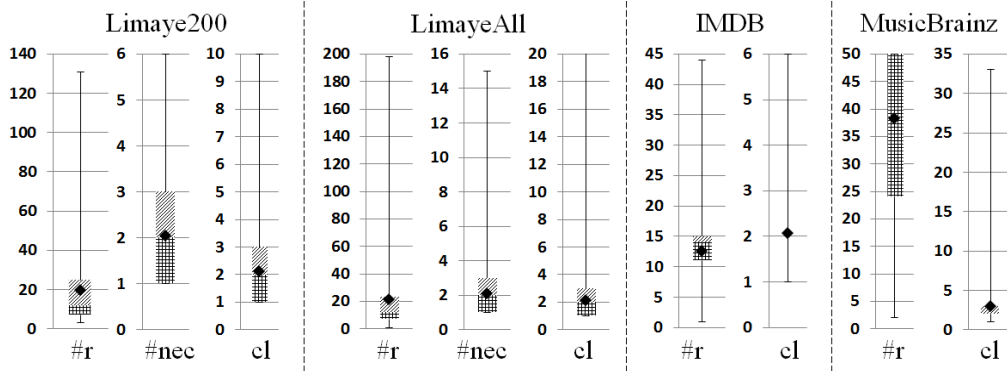 Limaye200 LimayeAll IMDB MusicBrainz
140 6 10 200 16 20 45 6 50 35
120 5 9 180 14 18 40 5 45 30
100 4 8 160 12 16 35 4 40 25
80 3 7 140 10 14 30 3 35 20
60 2 6 120 8 12 25 2 30 15
40 1 5 100 6 10 20 1 25 10
20 0 4 80 4 8 15 0 20 5
0 3 60 2 6 10 15 0
2 40 0 4 5 10
1 20 2 0 5
0 0 0 0
#r #nec cl #r #nec cl #r cl #r cl